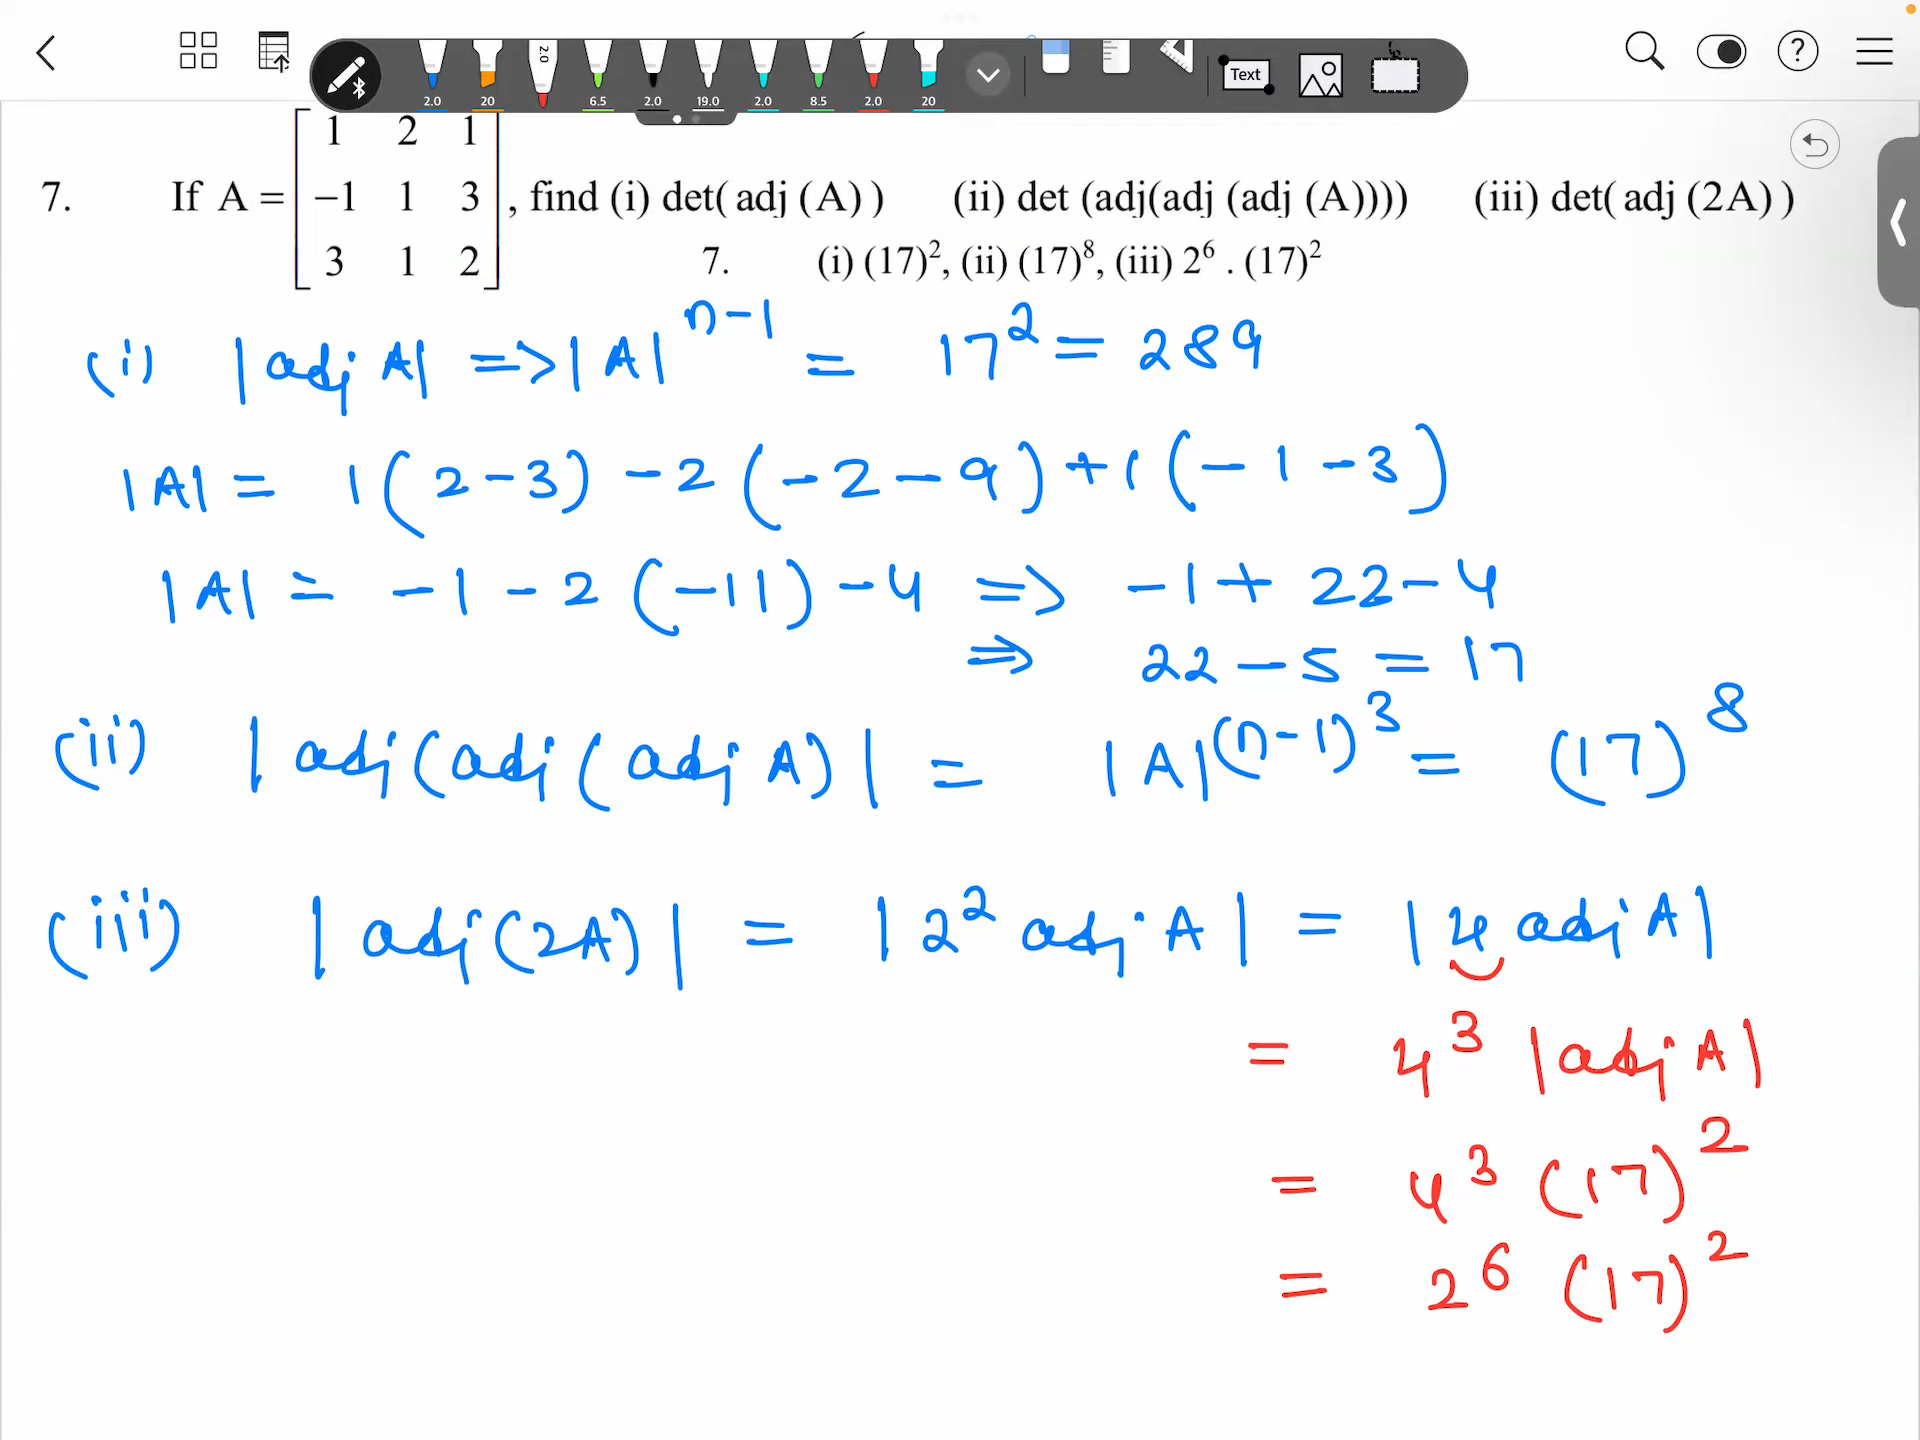 2.0 20 2.0 6.5 2.0 19.0 2.0 8.5 2.0 20 Text ?
7. If A = [1 2 1; −1 1 3; 3 1 2], find (i) det( adj (A) ) (ii) det (adj(adj (adj (A)))) (iii) det( adj (2A) )
7. (i) (17)², (ii) (17)⁸, (iii) 2⁶ . (17)²
(i) |adj A| => |A|ⁿ⁻¹ = 17² = 289
|A| = 1(2-3) -2(-2-9) +1(-1-3)
|A| = -1 -2(-11) -4 => -1 + 22 - 4
=> 22 - 5 = 17
(ii) |adj(adj(adj A)| = |A|^(n-1)³ = (17)⁸
(iii) |adj(2A)| = |2² adj A| = |4 adj A|
= 4³ |adj A|
= 4³ (17)²
= 2⁶ (17)²